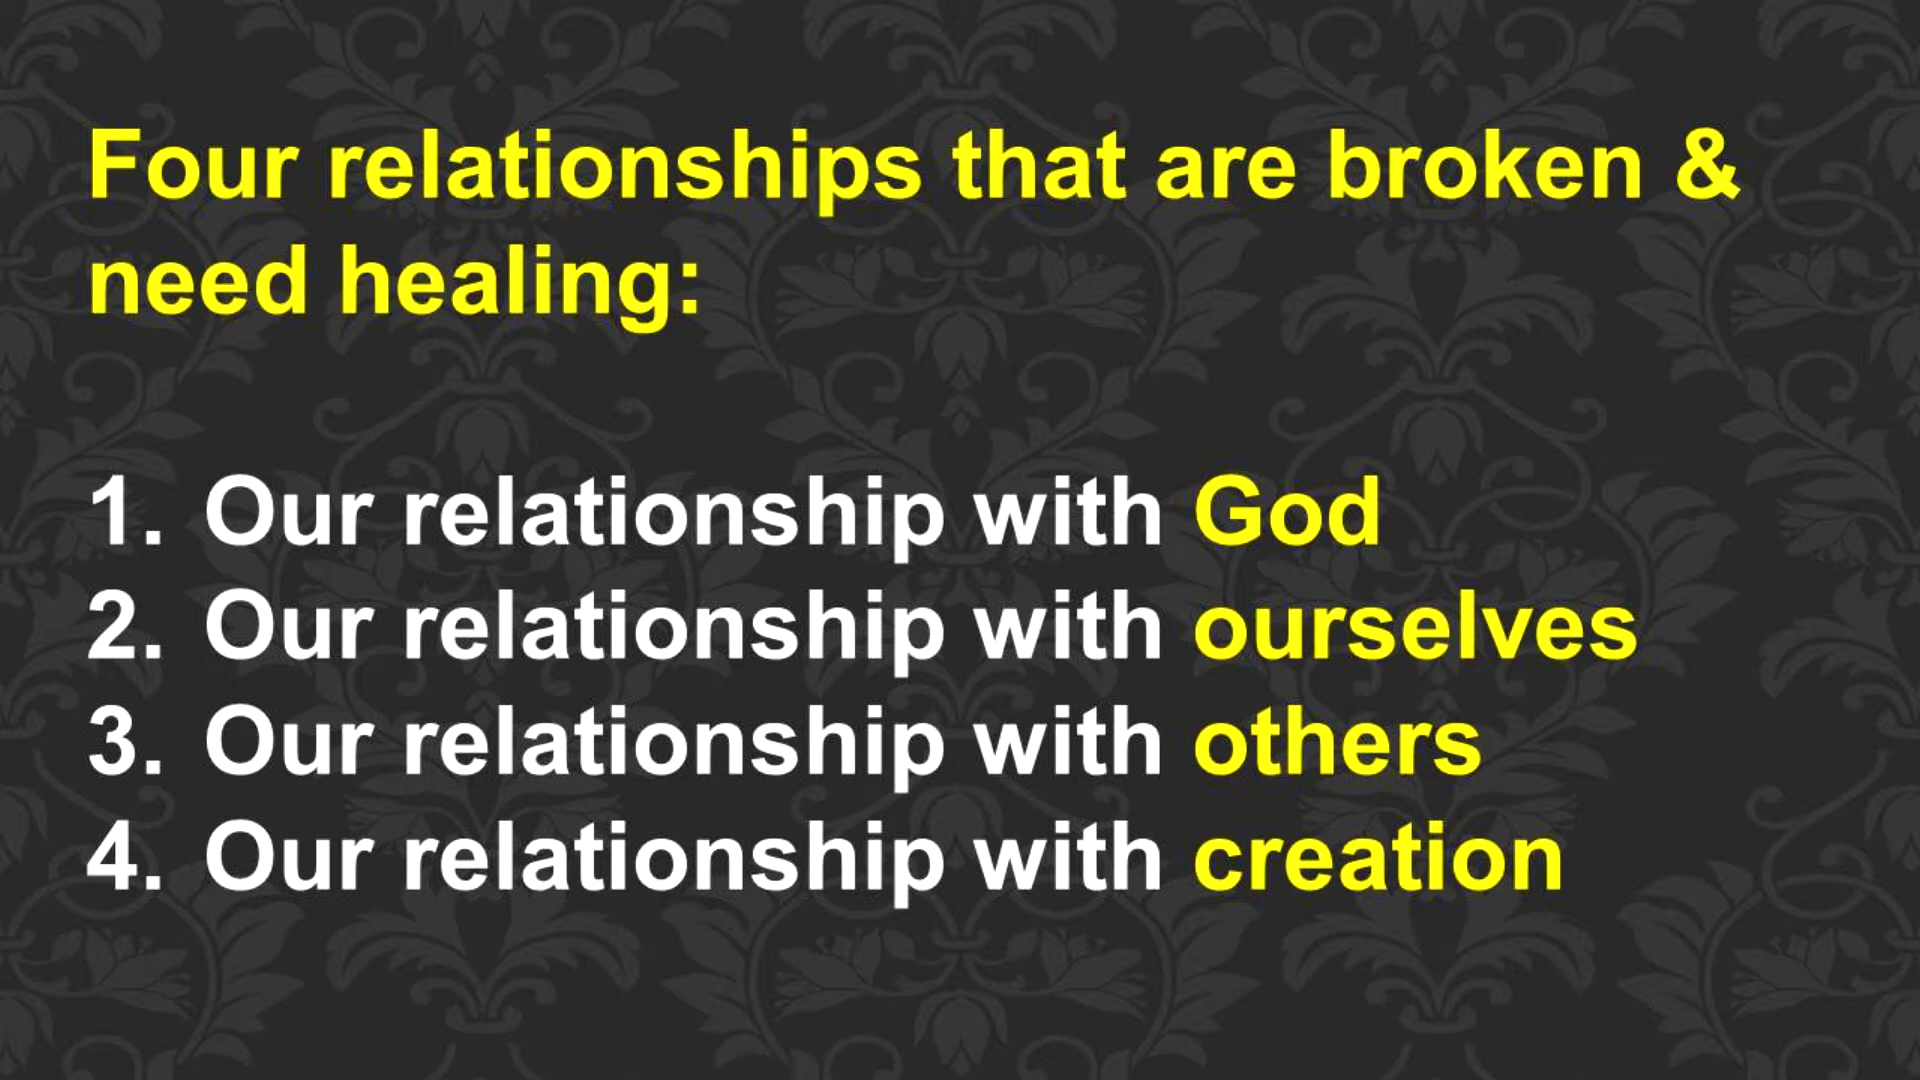 Four relationships that are broken &
need healing:
1. Our relationship with God
2. Our relationship with ourselves
3. Our relationship with others
4. Our relationship with creation